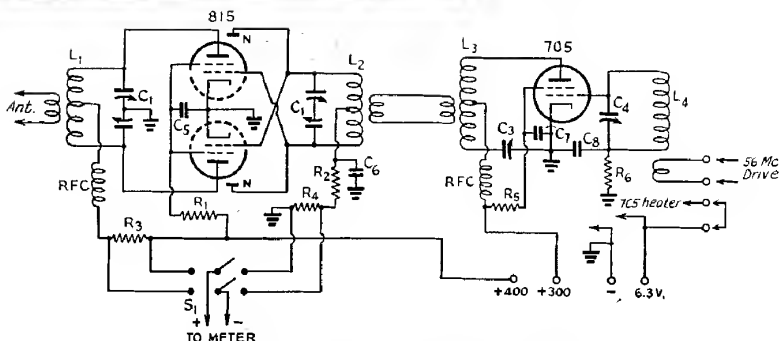 815
L1
N
C1
Ant.
C5
RFC
R3
R1
S1
+ -
TO METER
N
C1
L2
R2
C6
R4
L3
705
C3
C7
C8
C4
L4
RFC
R5
R6
56 Mc
Drive
7C5 heater
+400 +300 - 6.3 V.